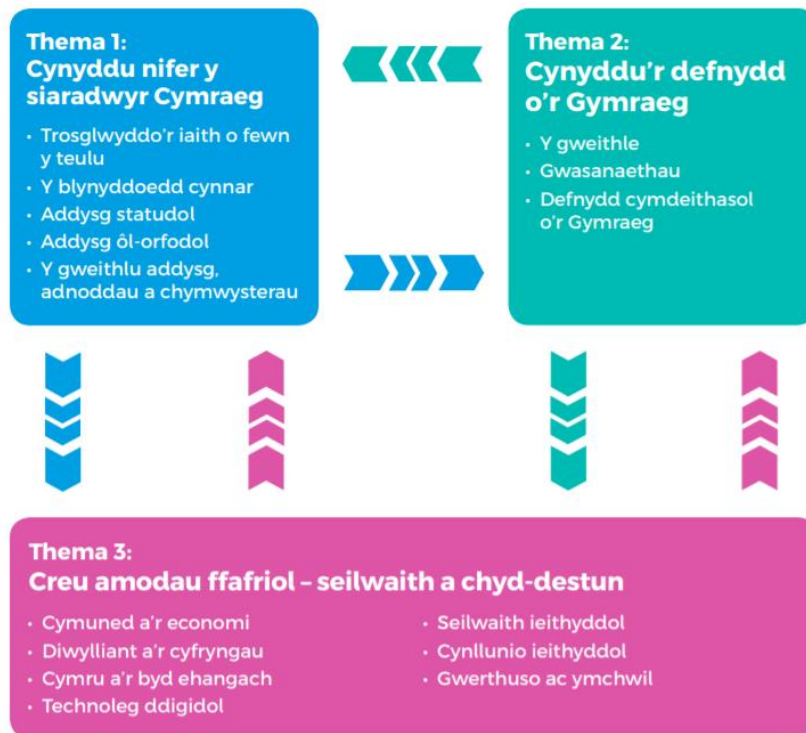 Thema 1:
Cynyddu nifer y
siaradwyr Cymraeg
• Trosglwyddo'r iaith o fewn
y teulu
• Y blynyddoedd cynnar
• Addysg statudol
• Addysg ôl-orfodol
• Y gweithlu addysg,
adnoddau a chymwysterau
Thema 2:
Cynyddu'r defnydd
o'r Gymraeg
• Y gweithle
• Gwasanaethau
• Defnydd cymdeithasol
o'r Gymraeg
Thema 3:
Creu amodau ffafriol – seilwaith a chyd-destun
• Cymuned a'r economi
• Diwylliant a'r cyfryngau
• Cymru a'r byd ehangach
• Technoleg ddigidol
• Seilwaith ieithyddol
• Cynllunio ieithyddol
• Gwerthuso ac ymchwil